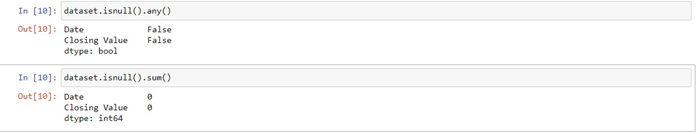 In [10]: dataset.isnull().any()
Out[10]: Date False
Closing Value False
dtype: bool
In [10]: dataset.isnull().sum()
Out[10]: Date 0
Closing Value 0
dtype: int64